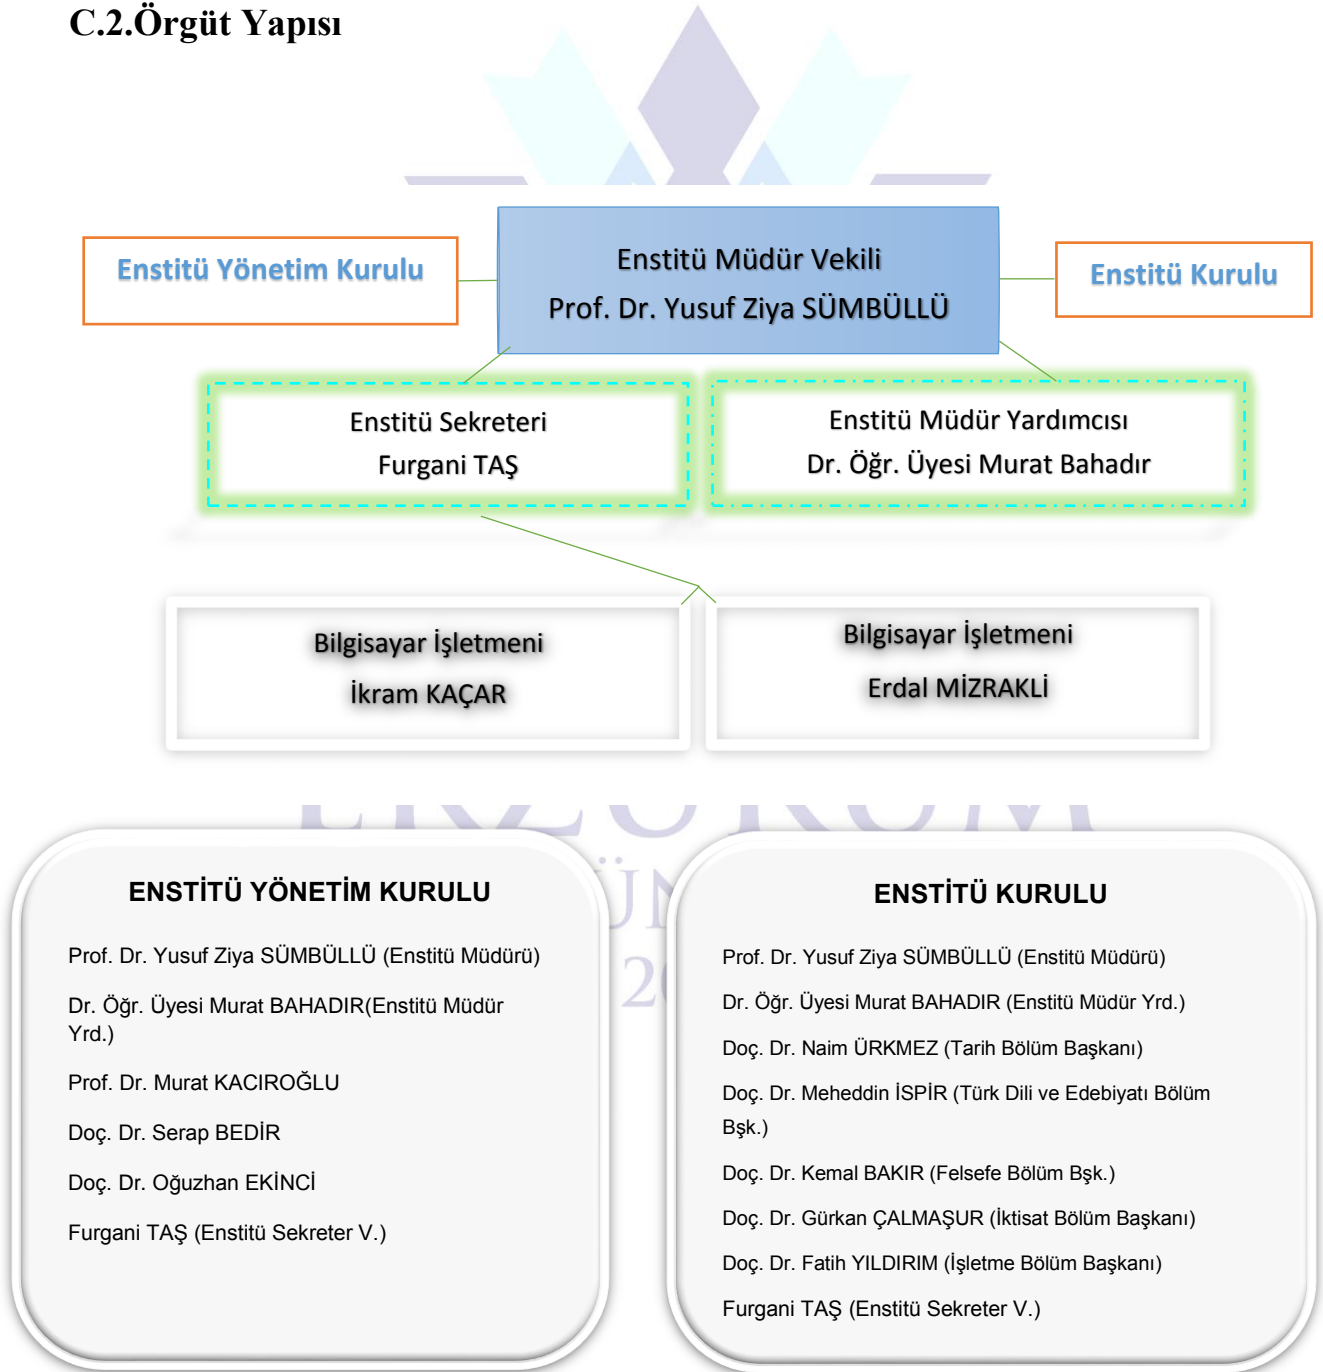 C.2.Örgüt Yapısı
Enstitü Yönetim Kurulu
Enstitü Müdür Vekili
Prof. Dr. Yusuf Ziya SÜMBÜLLÜ
Enstitü Kurulu
Enstitü Sekreteri
Furgani TAŞ
Enstitü Müdür Yardımcısı
Dr. Öğr. Üyesi Murat Bahadır
Bilgisayar İşletmeni
İkram KAÇAR
Bilgisayar İşletmeni
Erdal MİZRAKLİ
ERZURUM
ENSTİTÜ YÖNETİM KURULU
Prof. Dr. Yusuf Ziya SÜMBÜLLÜ (Enstitü Müdürü)
Dr. Öğr. Üyesi Murat BAHADIR(Enstitü Müdür
Yrd.)
Prof. Dr. Murat KACIROĞLU
Doç. Dr. Serap BEDİR
Doç. Dr. Oğuzhan EKİNCİ
Furgani TAŞ (Enstitü Sekreter V.)
ENSTİTÜ KURULU
Prof. Dr. Yusuf Ziya SÜMBÜLLÜ (Enstitü Müdürü)
Dr. Öğr. Üyesi Murat BAHADIR (Enstitü Müdür Yrd.)
Doç. Dr. Naim ÜRKMEZ (Tarih Bölüm Başkanı)
Doç. Dr. Meheddin İSPİR (Türk Dili ve Edebiyatı Bölüm
Bşk.)
Doç. Dr. Kemal BAKIR (Felsefe Bölüm Bşk.)
Doç. Dr. Gürkan ÇALMAŞUR (İktisat Bölüm Başkanı)
Doç. Dr. Fatih YILDIRIM (İşletme Bölüm Başkanı)
Furgani TAŞ (Enstitü Sekreter V.)